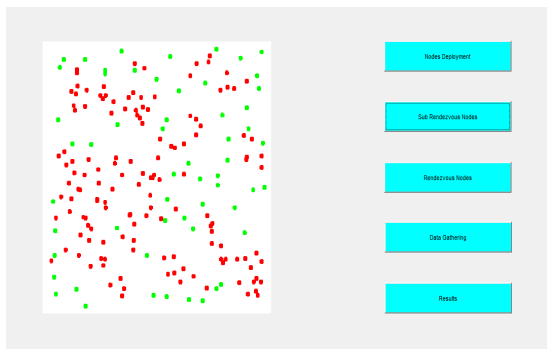 Nodes Deployment
Sub Rendezvous Nodes
Rendezvous Nodes
Data Gathering
Results